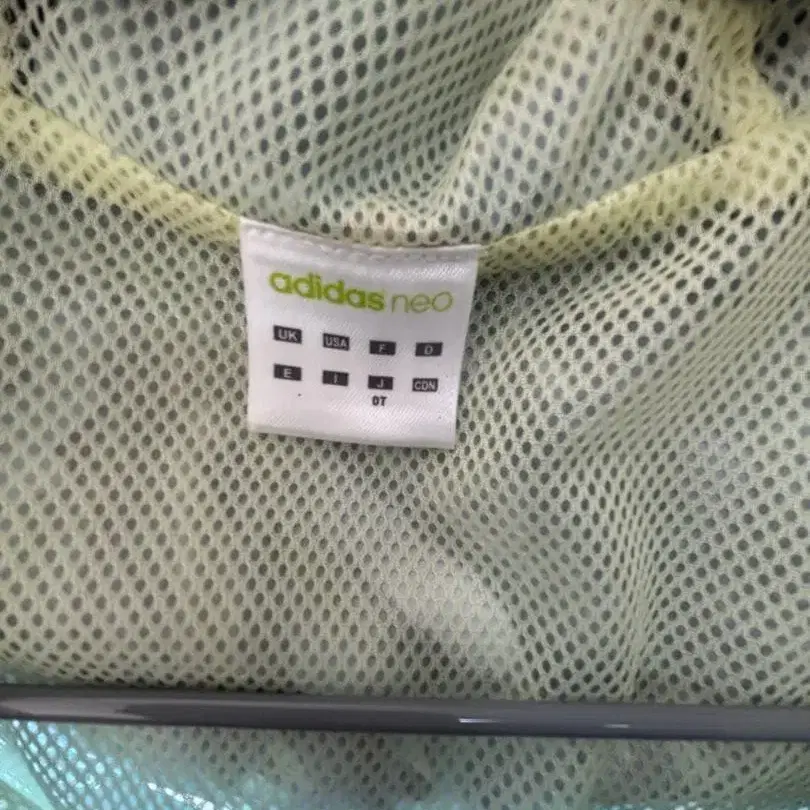 adidas neo
UK USA F D
E I J CDN
OT